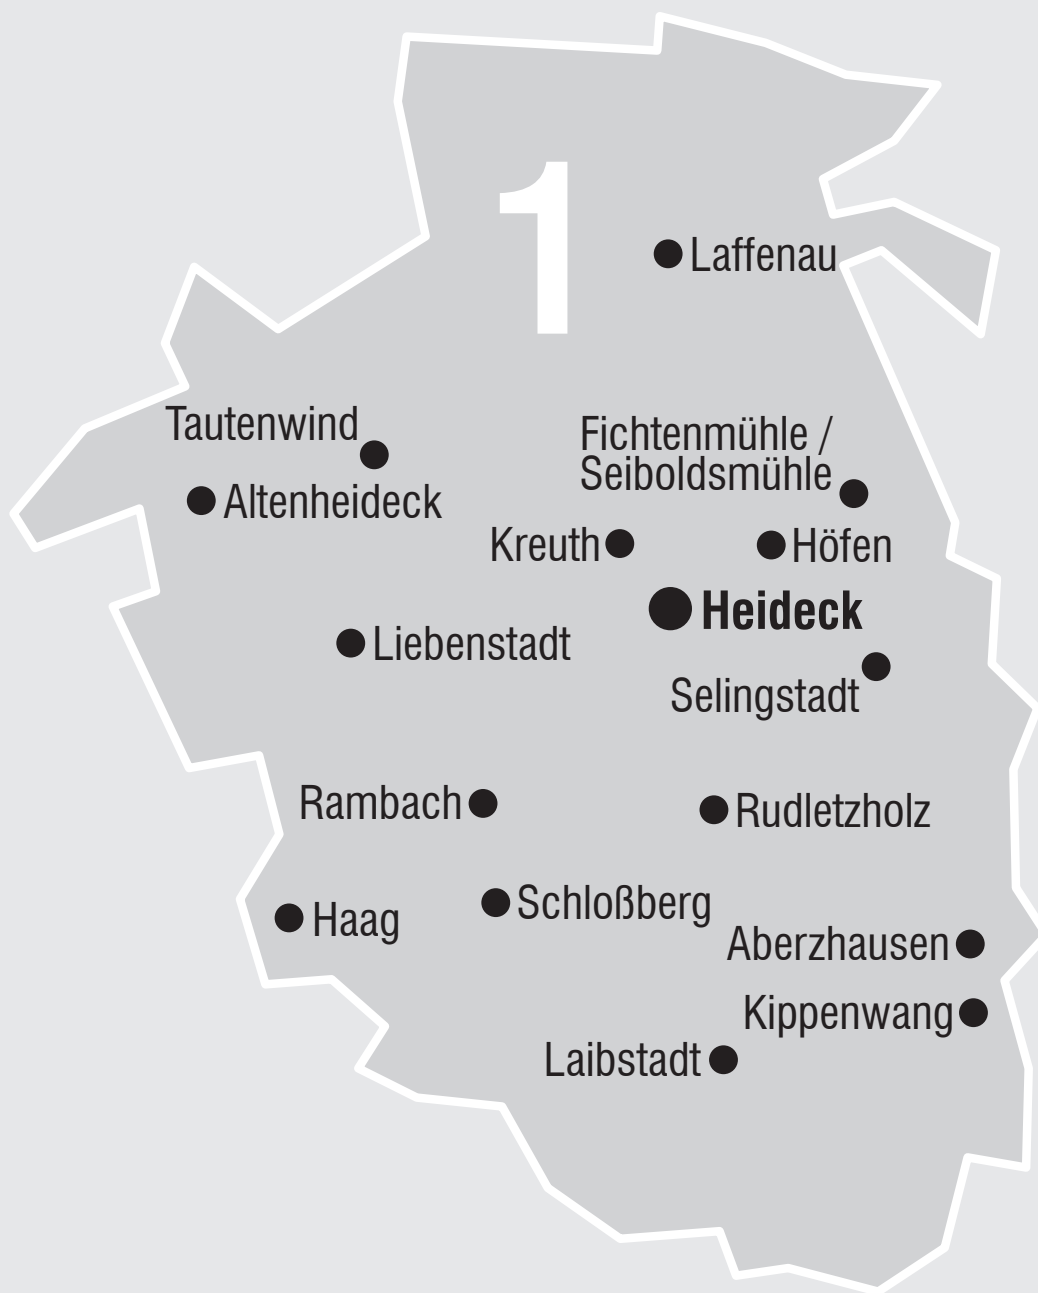 1
Laffenau
Tautenwind
Fichtenmühle /
Seiboldsmühle
Altenheideck
Kreuth
Höfen
Heideck
Liebenstadt
Selingstadt
Rambach
Rudletzholz
Schloßberg
Haag
Aberzhausen
Kippenwang
Laibstadt